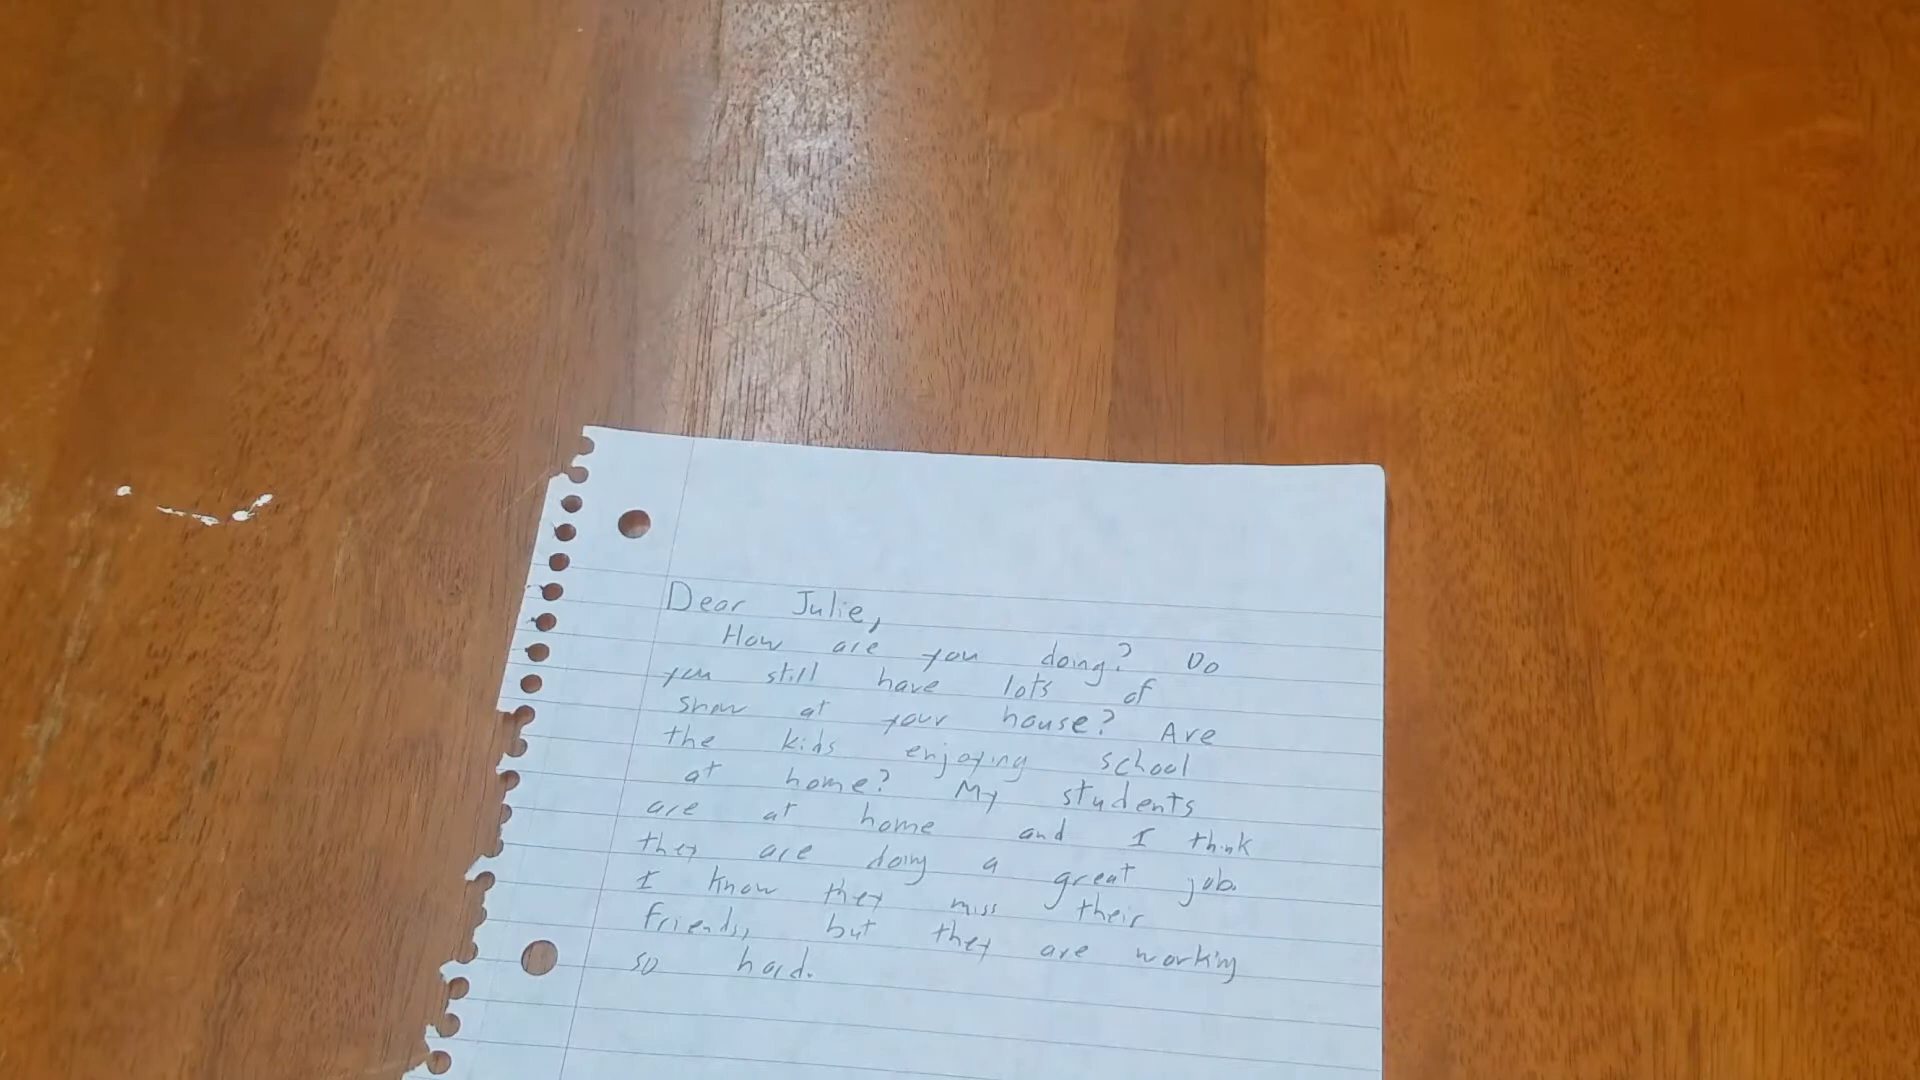 Dear Julie,
How are you doing? Do
you still have lots of
snow at your house? Are
the kids enjoying school
at home? My students
are at home and I think
they are doing a great job.
I know they miss their
friends, but they are working
so hard.